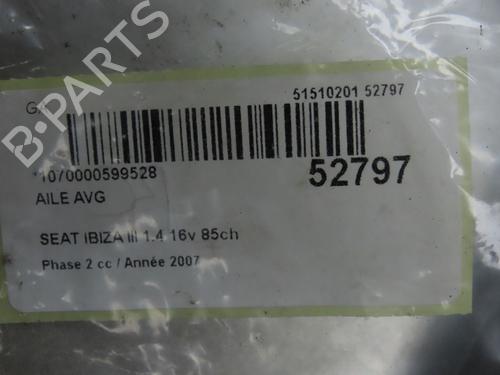 B-PARTS
G
51510201 52797
*1070000599528
52797
AILE AVG
SEAT IBIZA III 1.4 16v 85ch
Phase 2 cc / Année 2007